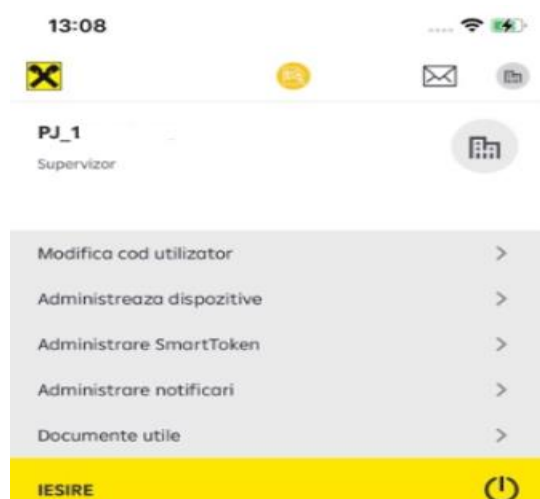 13:08
PJ_1
Supervizor
Modifica cod utilizator
Administreaza dispozitive
Administrare SmartToken
Administrare notificari
Documente utile
IESIRE